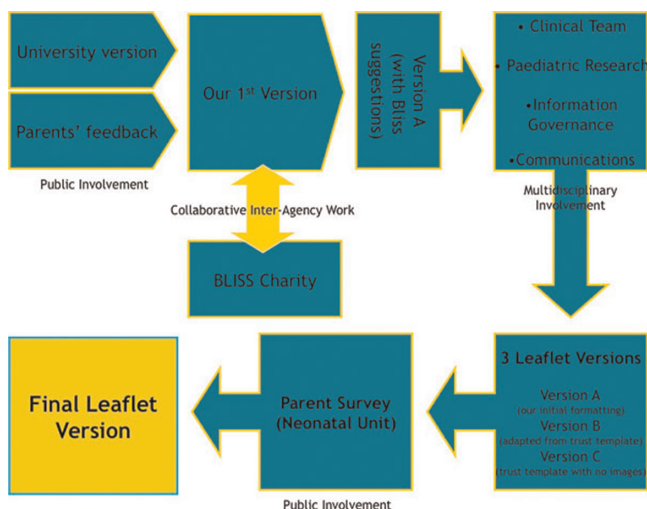 University version
Parents' feedback
Public Involvement
Our 1st Version
Collaborative Inter-Agency Work
BLISS Charity
Version A
(with Bliss
suggestions)
• Clinical Team
• Paediatric Research
•Information
Governance
•Communications
Multidisciplinary
Involvement
3 Leaflet Versions
Version A
(our initial formatting)
Version B
(adapted from trust template)
Version C
(trust template with no images)
Parent Survey
(Neonatal Unit)
Public Involvement
Final Leaflet
Version